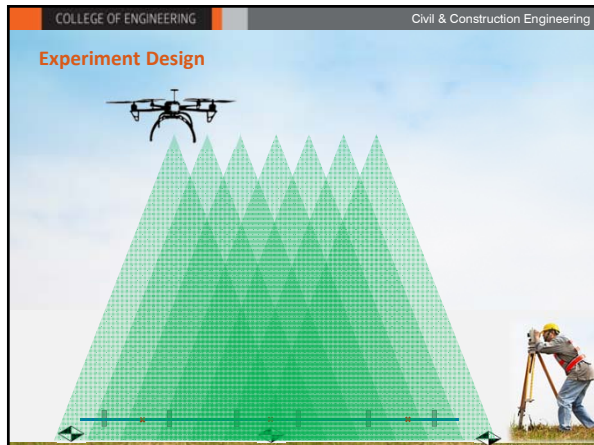 COLLEGE OF ENGINEERING
Civil & Construction Engineering
Experiment Design